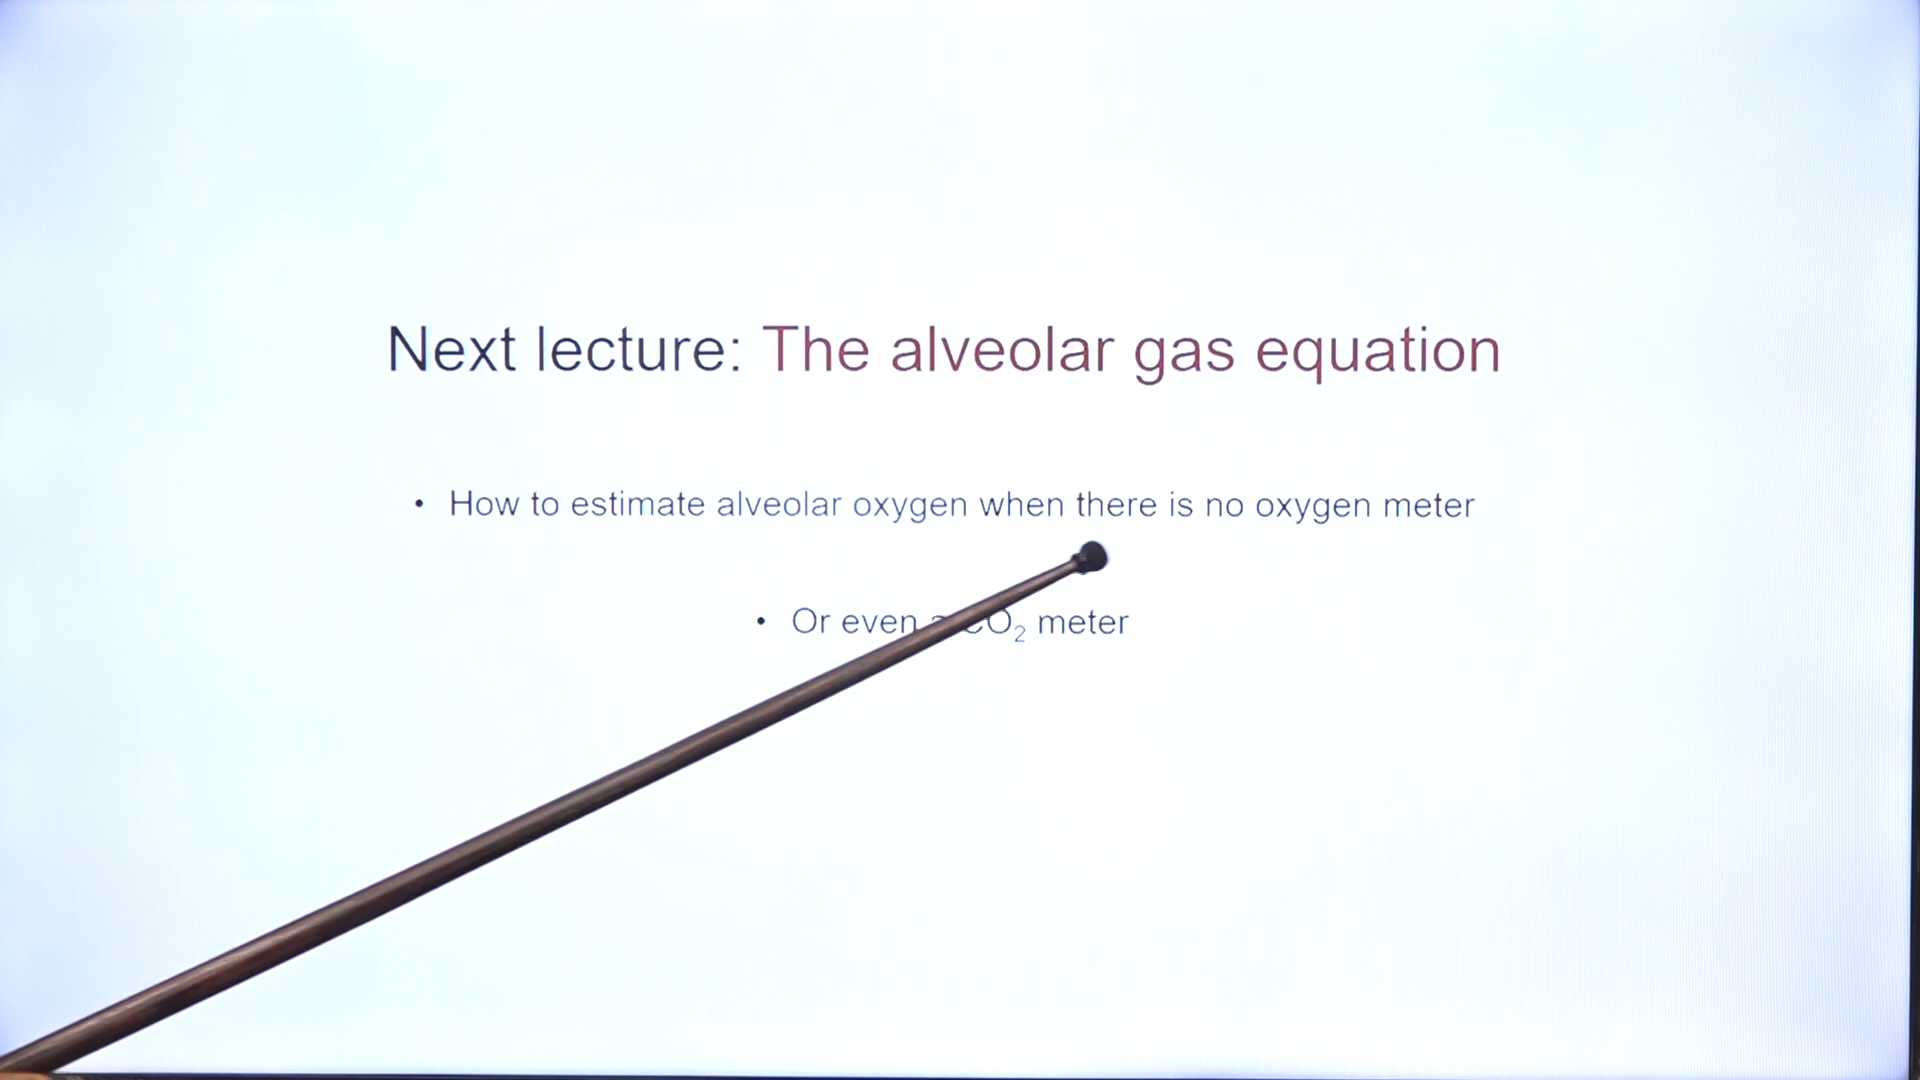 Next lecture: The alveolar gas equation
• How to estimate alveolar oxygen when there is no oxygen meter
• Or even a CO₂ meter